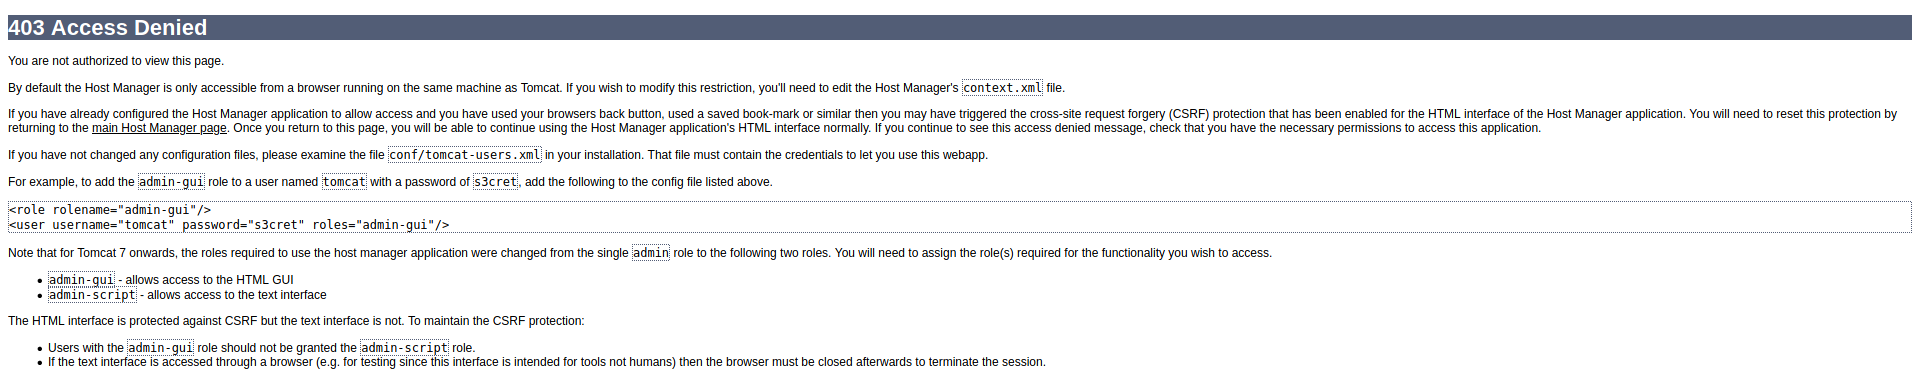 403 Access Denied
You are not authorized to view this page.
By default the Host Manager is only accessible from a browser running on the same machine as Tomcat. If you wish to modify this restriction, you'll need to edit the Host Manager's context.xml file.
If you have already configured the Host Manager application to allow access and you have used your browsers back button, used a saved book-mark or similar then you may have triggered the cross-site request forgery (CSRF) protection that has been enabled for the HTML interface of the Host Manager application. You will need to reset this protection by
returning to the main Host Manager page. Once you return to this page, you will be able to continue using the Host Manager application's HTML interface normally. If you continue to see this access denied message, check that you have the necessary permissions to access this application.
If you have not changed any configuration files, please examine the file conf/tomcat-users.xml in your installation. That file must contain the credentials to let you use this webapp.
For example, to add the admin-gui role to a user named tomcat with a password of s3cret, add the following to the config file listed above.
<role rolename="admin-gui"/>
<user username="tomcat" password="s3cret" roles="admin-gui"/>
Note that for Tomcat 7 onwards, the roles required to use the host manager application were changed from the single admin role to the following two roles. You will need to assign the role(s) required for the functionality you wish to access.
• admin-gui - allows access to the HTML GUI
• admin-script - allows access to the text interface
The HTML interface is protected against CSRF but the text interface is not. To maintain the CSRF protection:
• Users with the admin-gui role should not be granted the admin-script role.
• If the text interface is accessed through a browser (e.g. for testing since this interface is intended for tools not humans) then the browser must be closed afterwards to terminate the session.